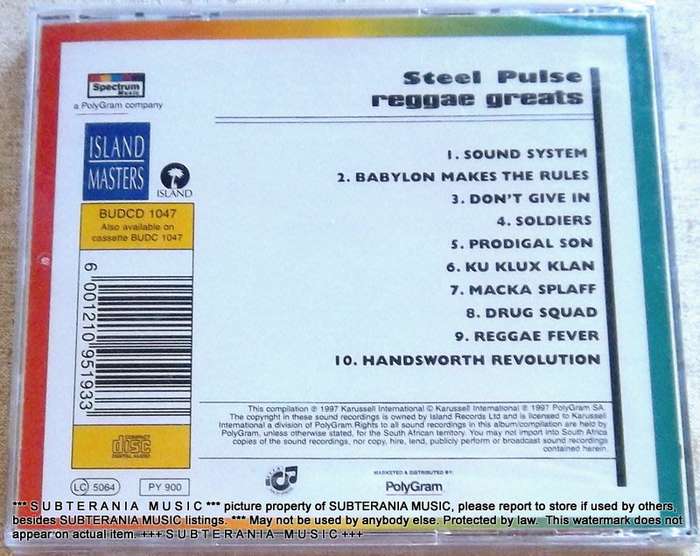 Spectrum
Music
a PolyGram company
Steel Pulse
reggae greats
ISLAND
MASTERS
ISLAND
BUDCD 1047
Also available on
cassette BUDC 1047
6 001210 951933
1. SOUND SYSTEM
2. BABYLON MAKES THE RULES
3. DON'T GIVE IN
4. SOLDIERS
5. PRODIGAL SON
6. KU KLUX KLAN
7. MACKA SPLAFF
8. DRUG SQUAD
9. REGGAE FEVER
10. HANDSWORTH REVOLUTION
This compilation ℗ 1997 Karussell International © Karussell International ℗ 1997 PolyGram SA.
The copyright in these sound recordings is owned by Island Records Ltd and is licensed to Karussell
International a division of PolyGram.Rights to all sound recordings in this album/compilation are held by
PolyGram, unless otherwise stated, for the South African territory. You may not import into South Africa
copies of the sound recordings, nor copy, hire, lend, publicly perform or broadcast sound recordings
contained herein.
COMPACT
disc
DIGITAL AUDIO
LC 5064
PY 900
MARKETED & DISTRIBUTED BY:
PolyGram
*** S U B T E R A N I A M U S I C *** picture property of SUBTERANIA MUSIC, please report to store if used by others,
besides SUBTERANIA MUSIC listings. *** May not be used by anybody else. Protected by law. This watermark does not
appear on actual item. +++ S U B T E R A N I A M U S I C +++